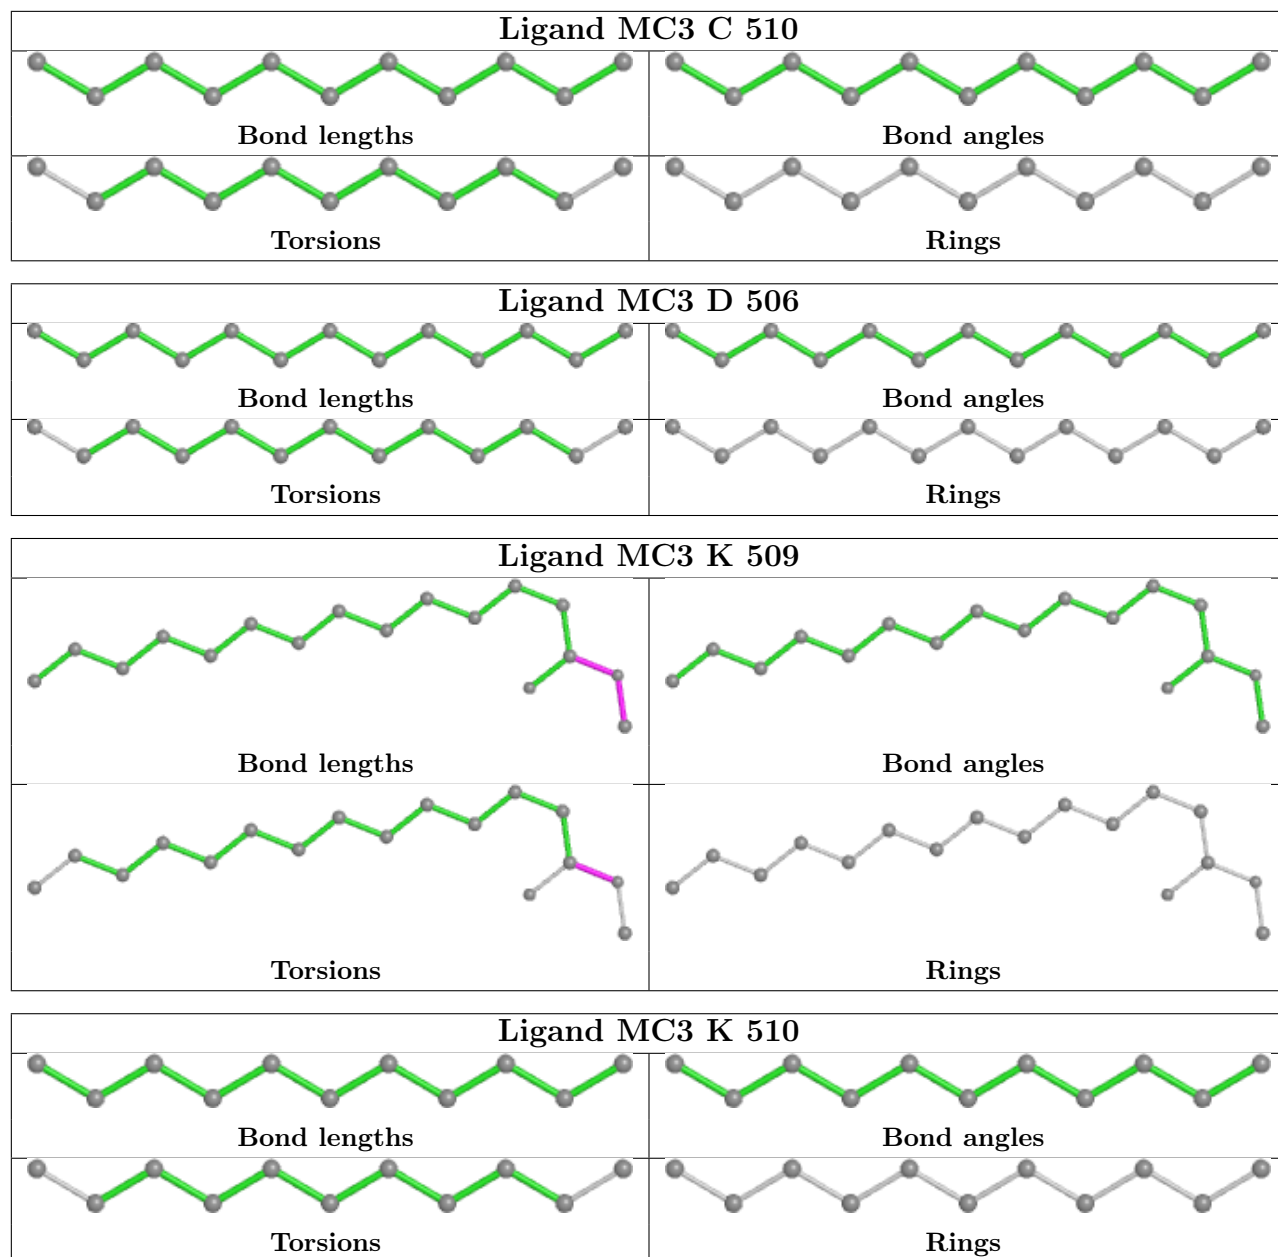 Ligand MC3 C 510
Bond lengths Bond angles
Torsions Rings
Ligand MC3 D 506
Bond lengths Bond angles
Torsions Rings
Ligand MC3 K 509
Bond lengths Bond angles
Torsions Rings
Ligand MC3 K 510
Bond lengths Bond angles
Torsions Rings